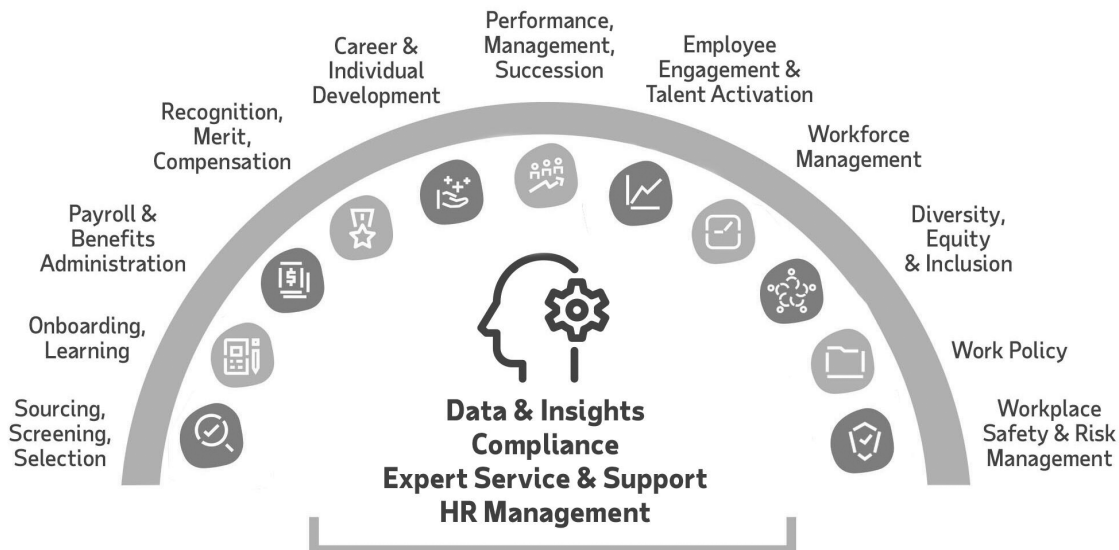 Sourcing,
Screening,
Selection
Onboarding,
Learning
Payroll &
Benefits
Administration
Recognition,
Merit,
Compensation
Career &
Individual
Development
Performance,
Management,
Succession
Employee
Engagement &
Talent Activation
Workforce
Management
Diversity,
Equity
& Inclusion
Work Policy
Workplace
Safety & Risk
Management
$
Data & Insights
Compliance
Expert Service & Support
HR Management